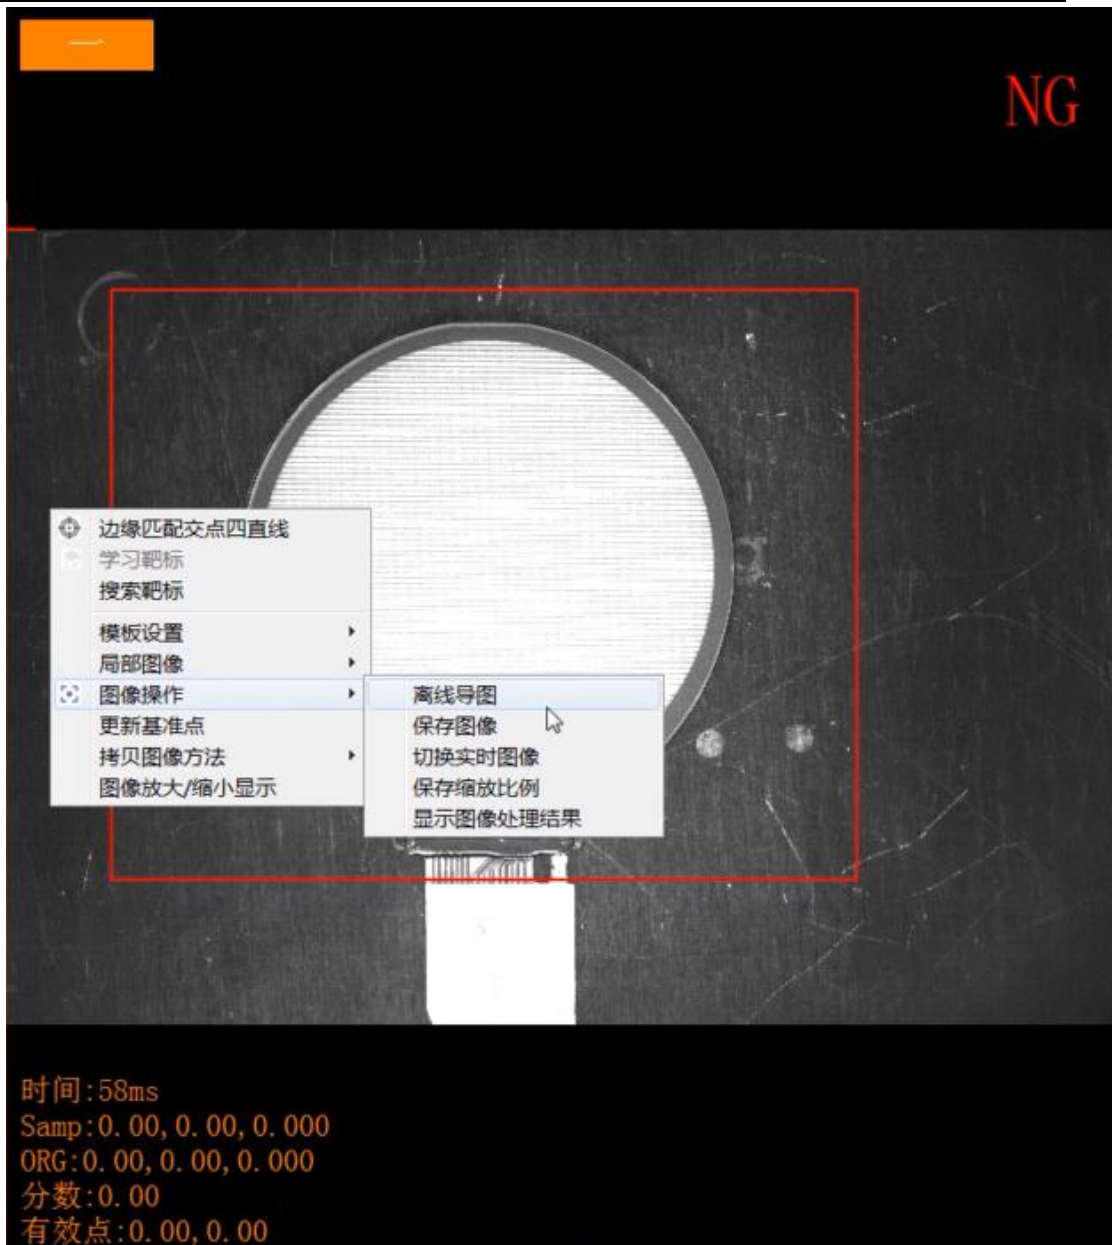 NG
边缘匹配交点四直线
学习靶标
搜索靶标
模板设置
局部图像
图像操作
更新基准点
拷贝图像方法
图像放大/缩小显示
离线导图
保存图像
切换实时图像
保存缩放比例
显示图像处理结果
时间:58ms
Samp:0.00,0.00,0.000
ORG:0.00,0.00,0.000
分数:0.00
有效点:0.00,0.00